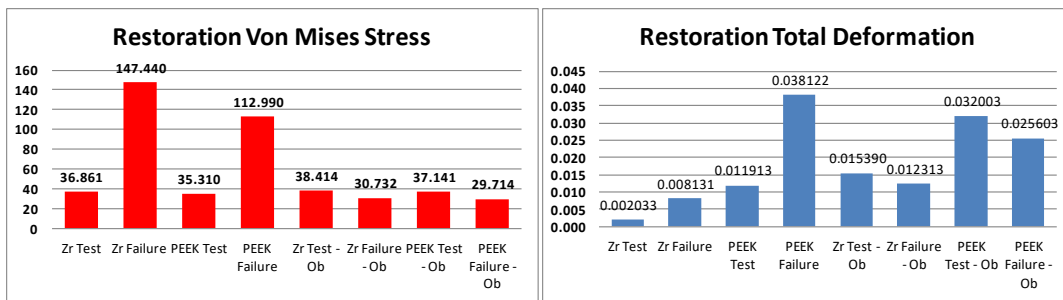 Restoration Von Mises Stress
160
140
120
100
80
60
40
20
0
36.861
147.440
35.310
112.990
38.414
30.732
37.141
29.714
Zr Test
Zr Failure
PEEK Test
PEEK
Failure
Zr Test -
Ob
Zr Failure
- Ob
PEEK Test
- Ob
PEEK
Failure -
Ob
Restoration Total Deformation
0.045
0.040
0.035
0.030
0.025
0.020
0.015
0.010
0.005
0.000
0.002033
0.008131
0.011913
0.038122
0.015390
0.012313
0.032003
0.025603
Zr Test
Zr Failure
PEEK
Test
PEEK
Failure
Zr Test -
Ob
Zr Failure
- Ob
PEEK
Test - Ob
PEEK
Failure -
Ob